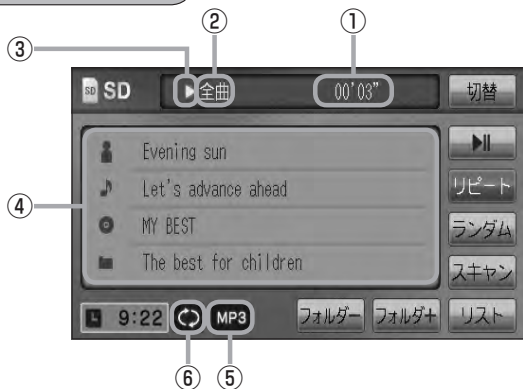 ② ①
③
SD SD ▶全曲 00'03” 切替
▶II
Evening sun
リピート
Let's advance ahead
ランダム
④
MY BEST
スキャン
The best for children
9:22 MP3 フォルダー フォルダ+ リスト
⑥ ⑤